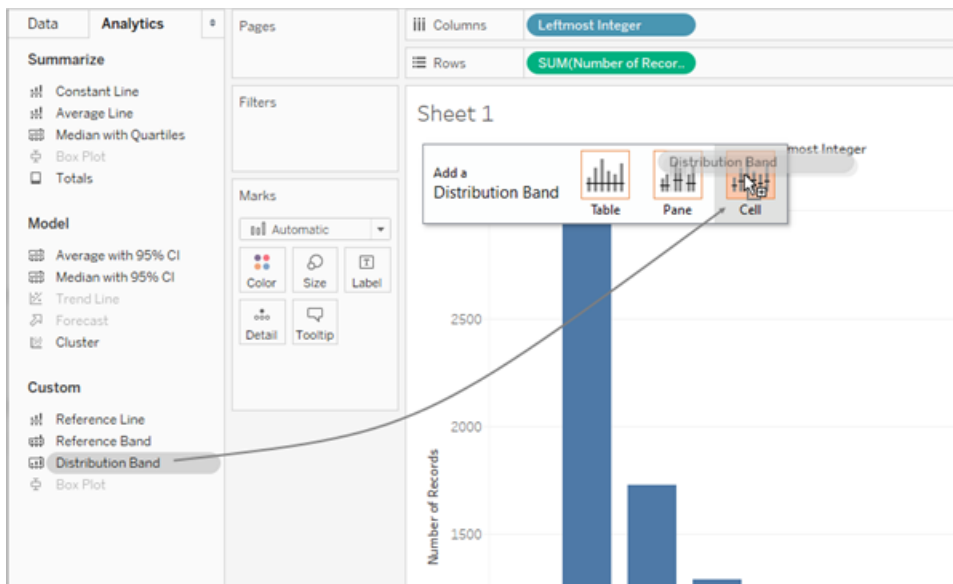 Data
Analytics
Summarize
Constant Line
Average Line
Median with Quartiles
Box Plot
Totals
Model
Average with 95% CI
Median with 95% CI
Trend Line
Forecast
Cluster
Custom
Reference Line
Reference Band
Distribution Band
Box Plot
Pages
Filters
Marks
Automatic
Color
Size
Label
Detail
Tooltip
Columns
Leftmost Integer
Rows
SUM(Number of Recor..
Sheet 1
most Integer
Distribution Band
Add a
Distribution Band
Table
Pane
Cell
2500
2000
1500
Number of Records